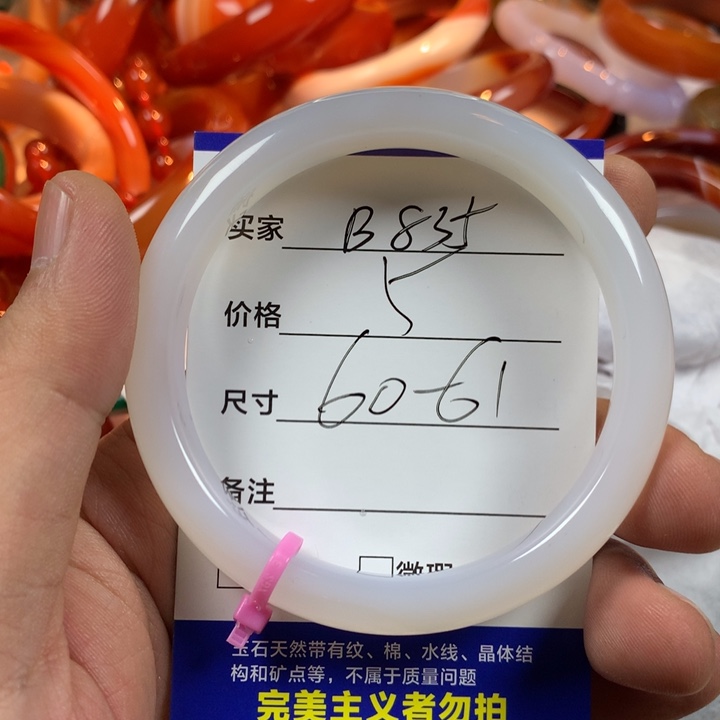 买家 B835
价格 5
尺寸 60-61
备注
微瑕
玉石天然带有纹、棉、水线、晶体结
构和矿点等，不属于质量问题
完美主义者勿拍